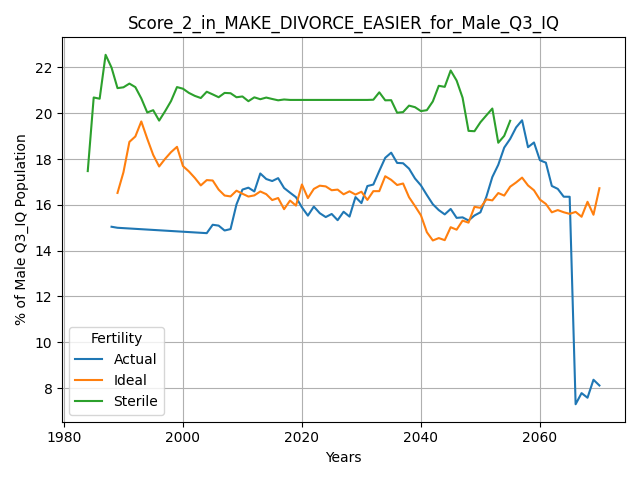 Score_2_in_MAKE_DIVORCE_EASIER_for_Male_Q3_IQ
% of Male Q3_IQ Population
22
20
18
16
14
12
10
8
Fertility
Actual
Ideal
Sterile
1980 2000 2020 2040 2060
Years